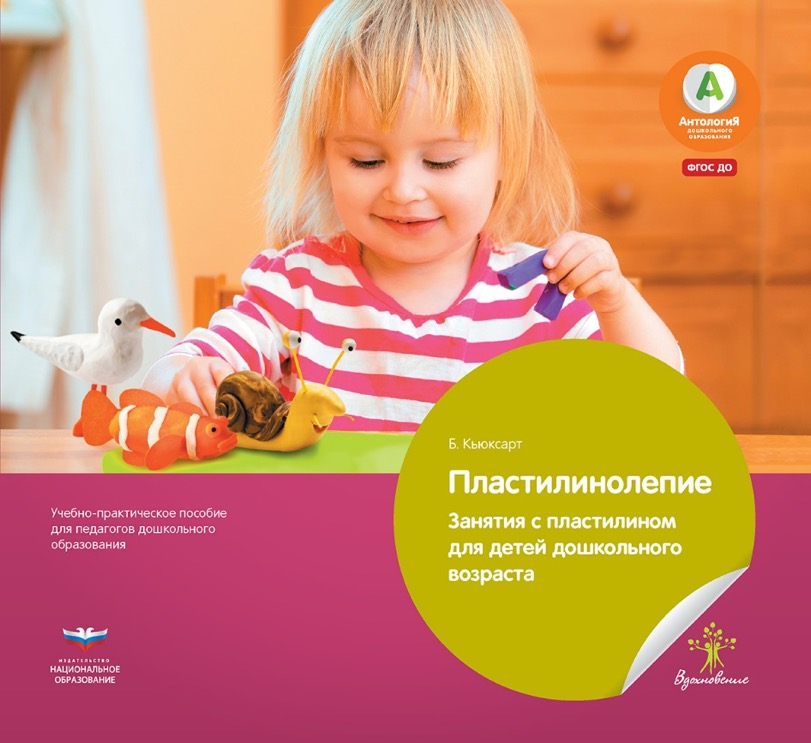 А
АнтологиЯ
ДОШКОЛЬНОГО
ОБРАЗОВАНИЯ
ФГОС ДО
Б. Кьюксарт
Пластилинолепие
Занятия с пластилином
для детей дошкольного
возраста
Учебно-практическое пособие
для педагогов дошкольного
образования
ИЗДАТЕЛЬСТВО
НАЦИОНАЛЬНОЕ
ОБРАЗОВАНИЕ
Вдохновение